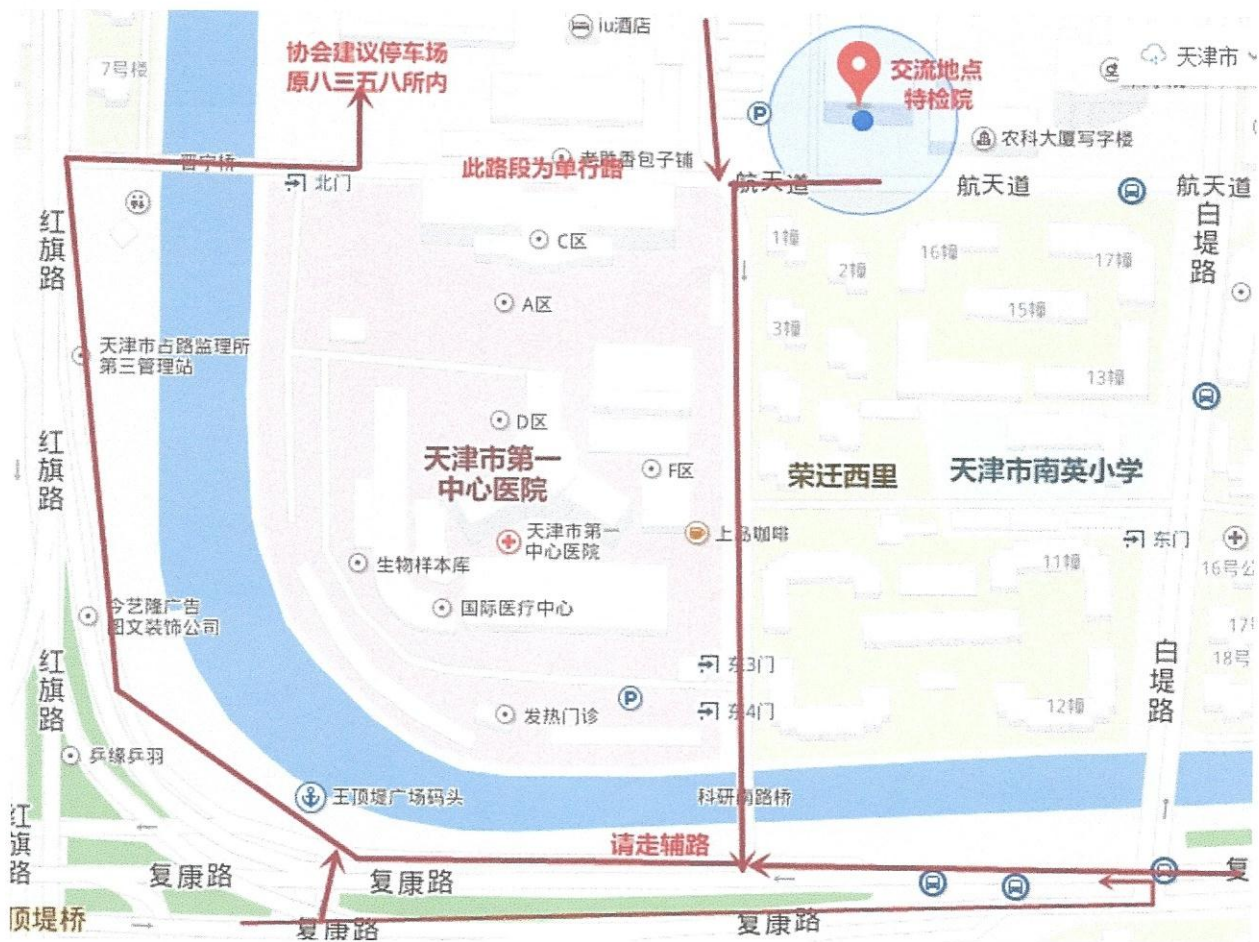 iu酒店
协会建议停车场
原八三五八所内
7号楼
交流地点
特检院
天津市
农科大厦写字楼
晋宁桥
北门
此路段为单行路
老胜香包子铺
航天道
航天道
航天道
红旗路
白堤路
C区
1幢
2幢
16幢
17幢
A区
15幢
3幢
天津市占路监理所
第三管理站
13幢
D区
红旗路
天津市第一
中心医院
F区
荣迁西里
天津市南英小学
天津市第一
中心医院
上岛咖啡
东门
生物样本库
11幢
16号公
今艺隆广告
图文装饰公司
国际医疗中心
17
18号
红旗路
东3门
白堤路
发热门诊
P
东4门
12幢
乒缘乒羽
王顶堤广场码头
科研南路桥
红旗路
请走辅路
复康路
复康路
复
顶堤桥
复康路
复康路